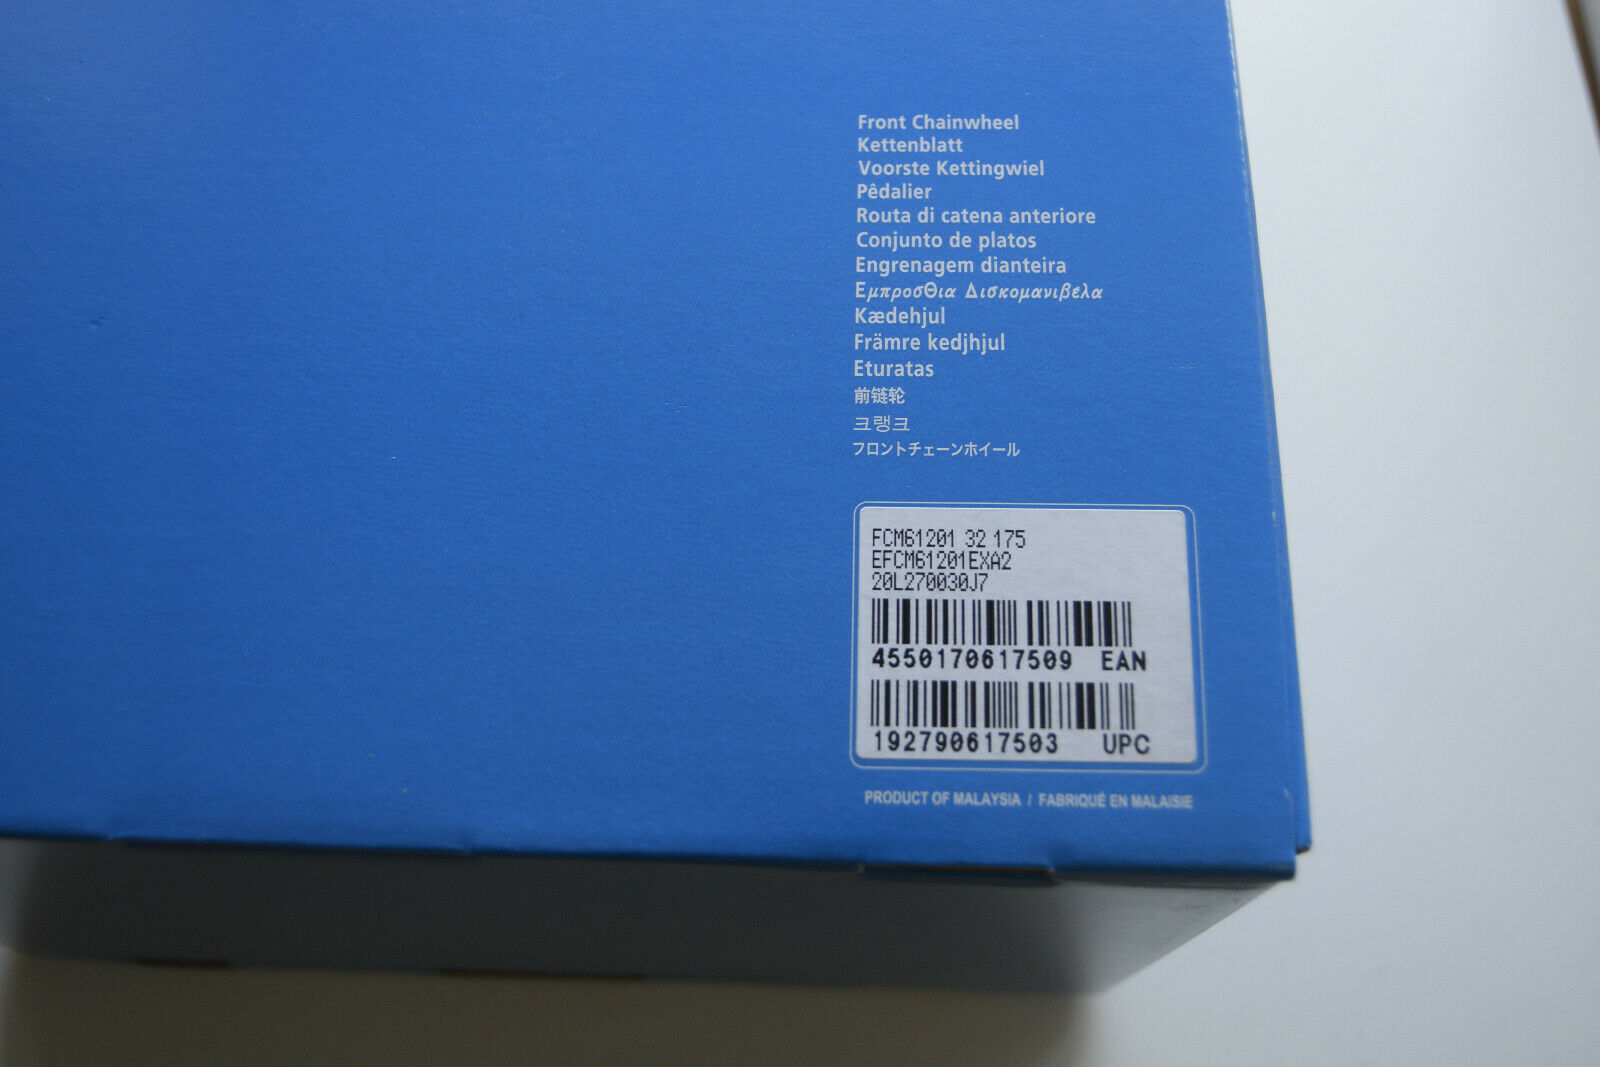 Front Chainwheel
Kettenblatt
Voorste Kettingwiel
Pêdalier
Routa di catena anteriore
Conjunto de platos
Engrenagem dianteira
ΕμπροσΘια Δισκομανιβέλα
Kædehjul
Främre kedjhjul
Eturatas
前链轮
크랭크
フロントチェーンホイール
FCM61201 32 175
EFCM61201EXA2
20L270030J7
4550170617509 EAN
192790617503 UPC
PRODUCT OF MALAYSIA / FABRIQUÉ EN MALAISIE